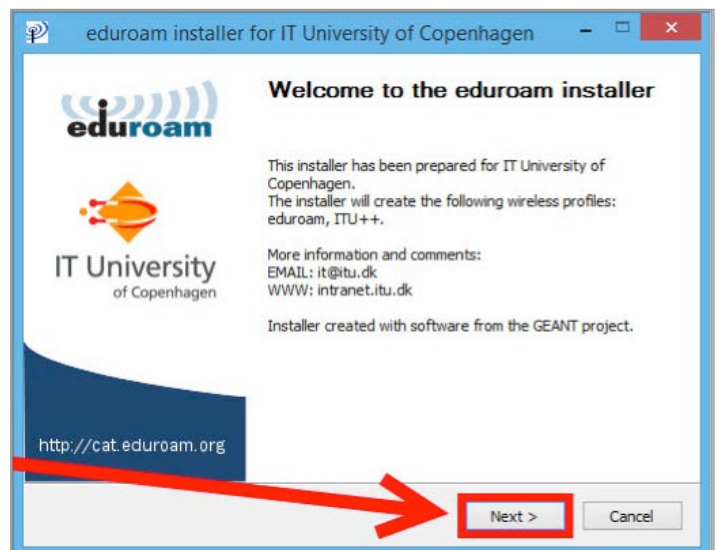 eduroam installer for IT University of Copenhagen
eduroam
Welcome to the eduroam installer
This installer has been prepared for IT University of
Copenhagen.
The installer will create the following wireless profiles:
eduroam, ITU++.
More information and comments:
EMAIL: it@itu.dk
WWW: intranet.itu.dk
Installer created with software from the GEANT project.
IT University
of Copenhagen
http://cat.eduroam.org
Next >
Cancel